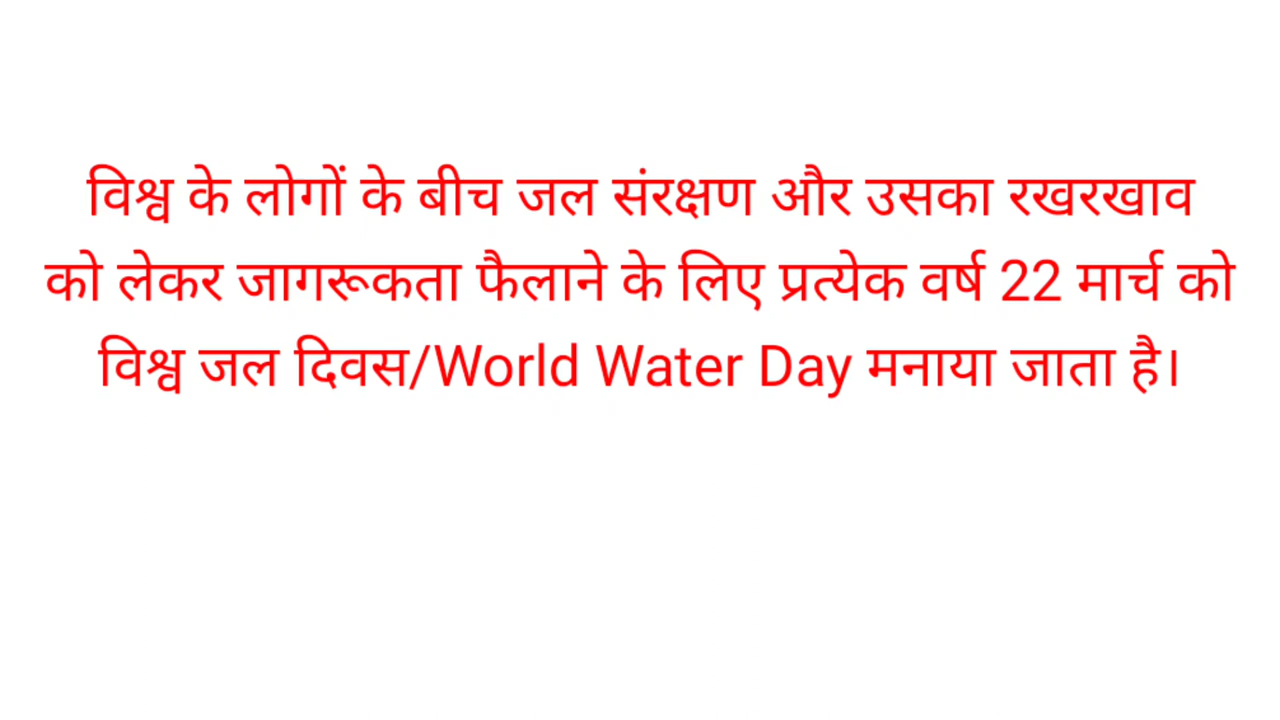 विश्व के लोगों के बीच जल संरक्षण और उसका रखरखाव
को लेकर जागरूकता फैलाने के लिए प्रत्येक वर्ष 22 मार्च को
विश्व जल दिवस/World Water Day मनाया जाता है।